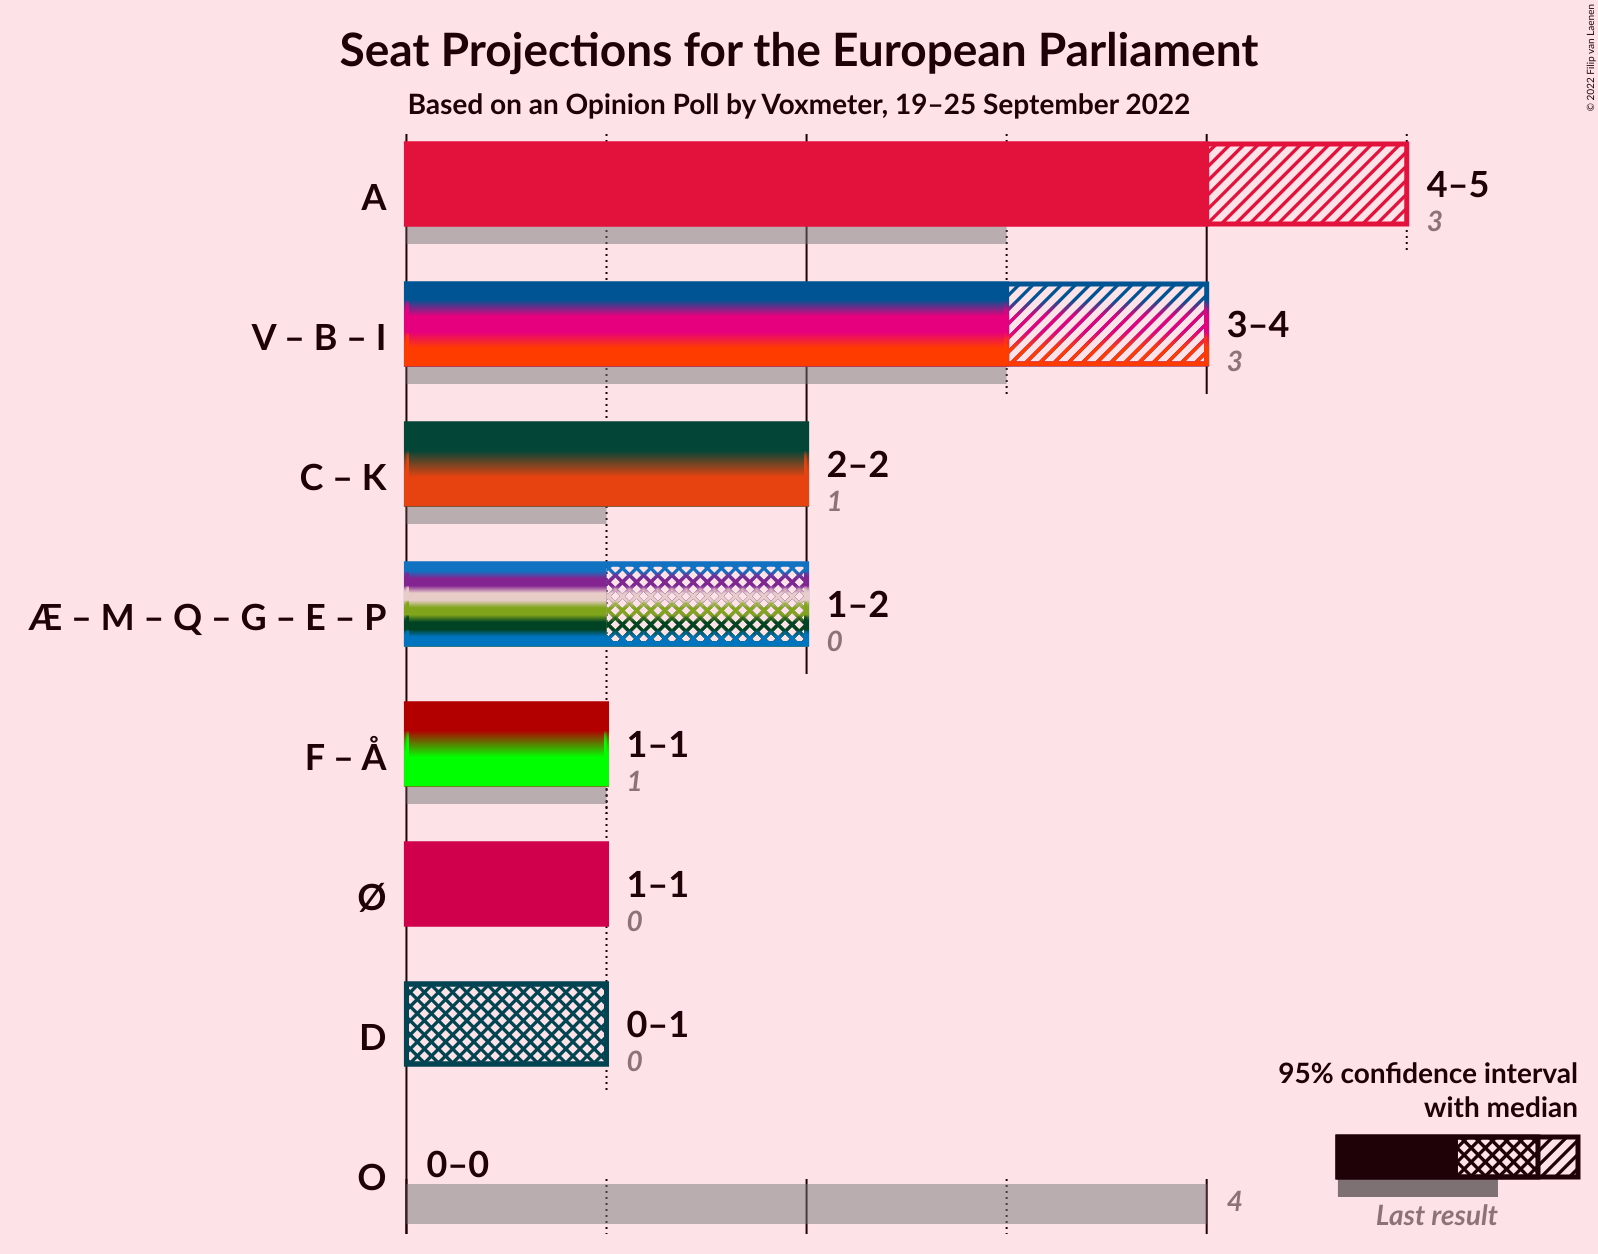 Seat Projections for the European Parliament
Based on an Opinion Poll by Voxmeter, 19–25 September 2022
© 2022 Filip van Laenen
A
4–5
3
V – B – I
3–4
3
C – K
2–2
1
Æ – M – Q – G – E – P
1–2
0
F – Å
1–1
1
Ø
1–1
0
D
0–1
0
O
0–0
4
95% confidence interval
with median
Last result